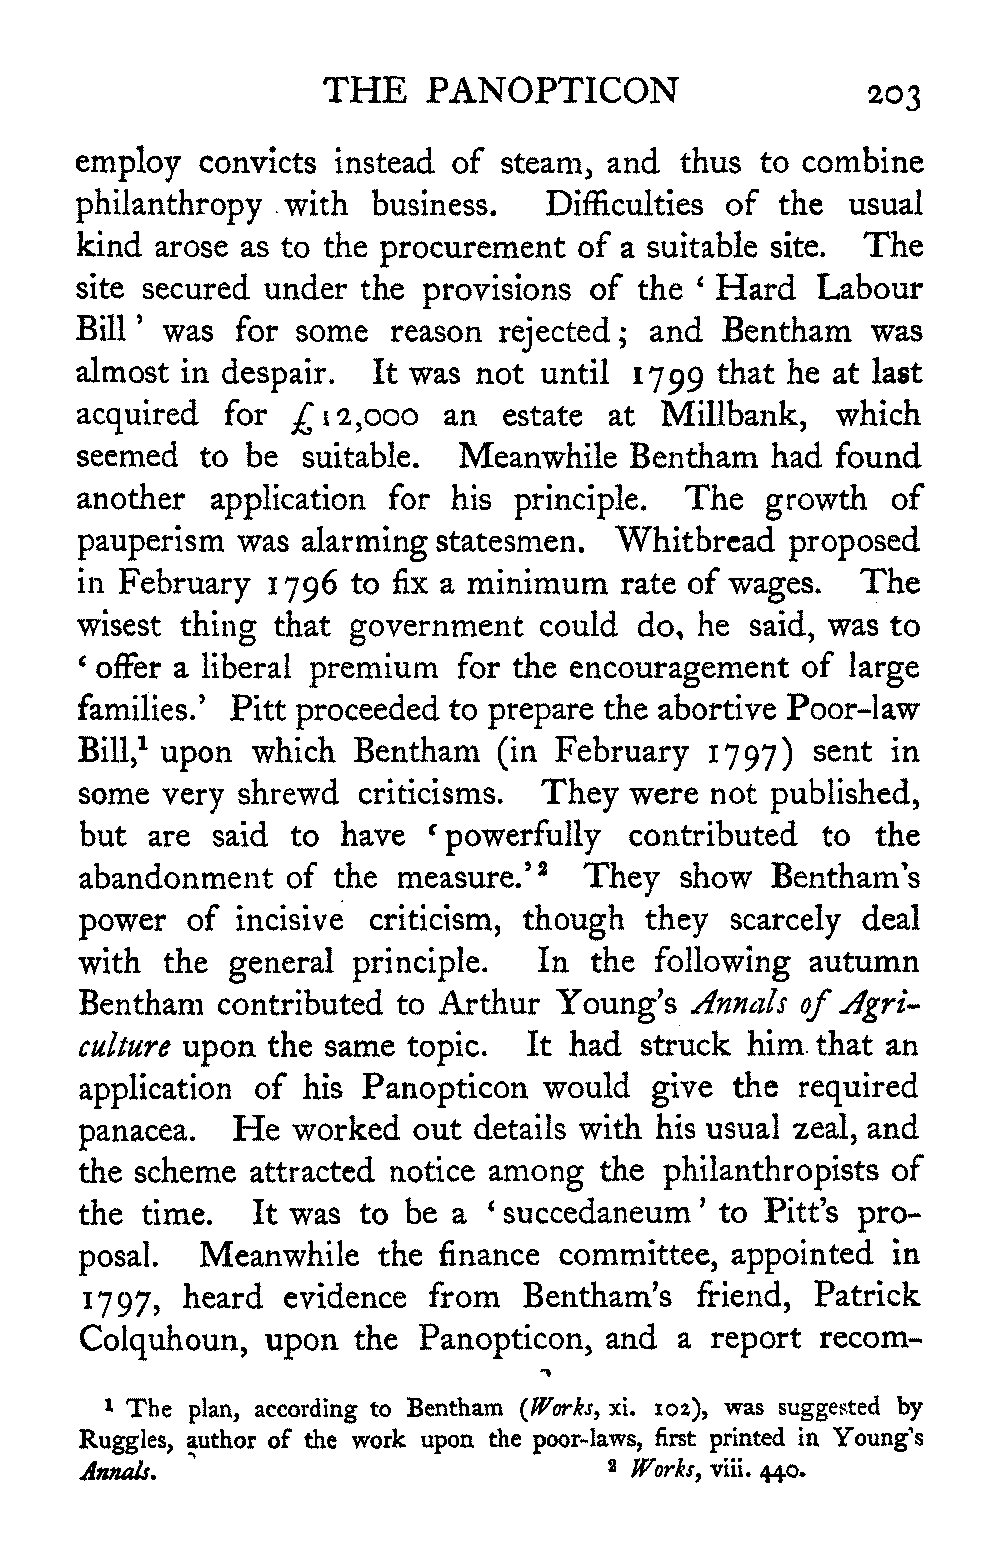 THE PANOPTICON 203
employ convicts instead of steam, and thus to combine
philanthropy with business. Difficulties of the usual
kind arose as to the procurement of a suitable site. The
site secured under the provisions of the ‘ Hard Labour
Bill ’ was for some reason rejected ; and Bentham was
almost in despair. It was not until 1799 that he at last
acquired for £12,000 an estate at Millbank, which
seemed to be suitable. Meanwhile Bentham had found
another application for his principle. The growth of
pauperism was alarming statesmen. Whitbread proposed
in February 1796 to fix a minimum rate of wages. The
wisest thing that government could do, he said, was to
‘ offer a liberal premium for the encouragement of large
families.’ Pitt proceeded to prepare the abortive Poor-law
Bill,¹ upon which Bentham (in February 1797) sent in
some very shrewd criticisms. They were not published,
but are said to have ‘ powerfully contributed to the
abandonment of the measure.’ ² They show Bentham's
power of incisive criticism, though they scarcely deal
with the general principle. In the following autumn
Bentham contributed to Arthur Young's Annals of Agri-
culture upon the same topic. It had struck him that an
application of his Panopticon would give the required
panacea. He worked out details with his usual zeal, and
the scheme attracted notice among the philanthropists of
the time. It was to be a ‘ succedaneum ’ to Pitt's pro-
posal. Meanwhile the finance committee, appointed in
1797, heard evidence from Bentham's friend, Patrick
Colquhoun, upon the Panopticon, and a report recom-
¹ The plan, according to Bentham (Works, xi. 102), was suggested by
Ruggles, author of the work upon the poor-laws, first printed in Young's
Annals. ² Works, viii. 440.